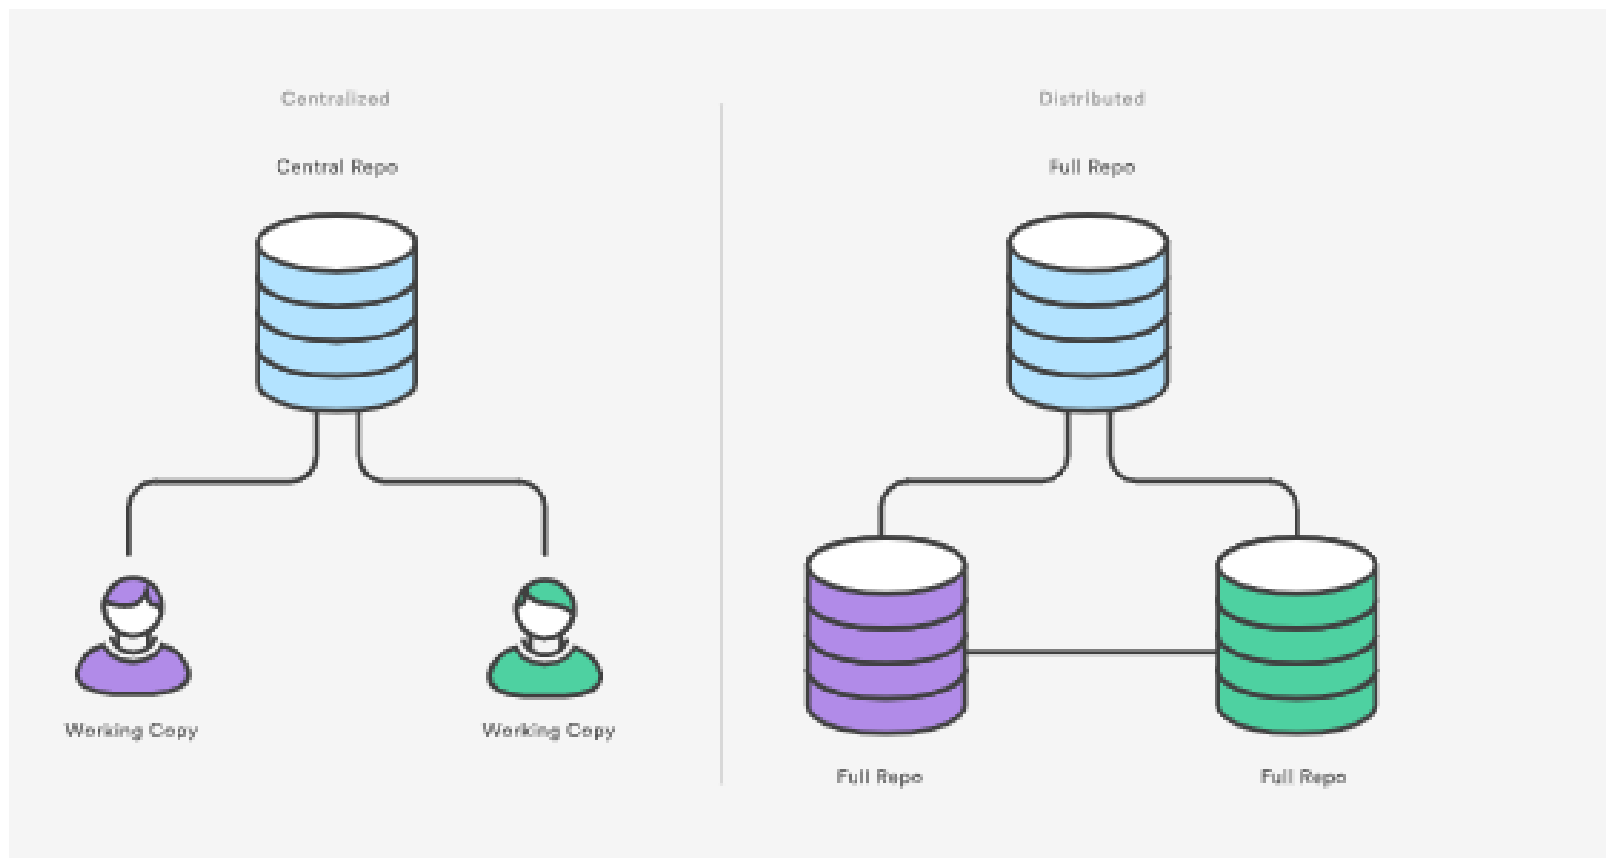 Centralized
Central Repo
Working Copy
Working Copy
Distributed
Full Repo
Full Repo
Full Repo